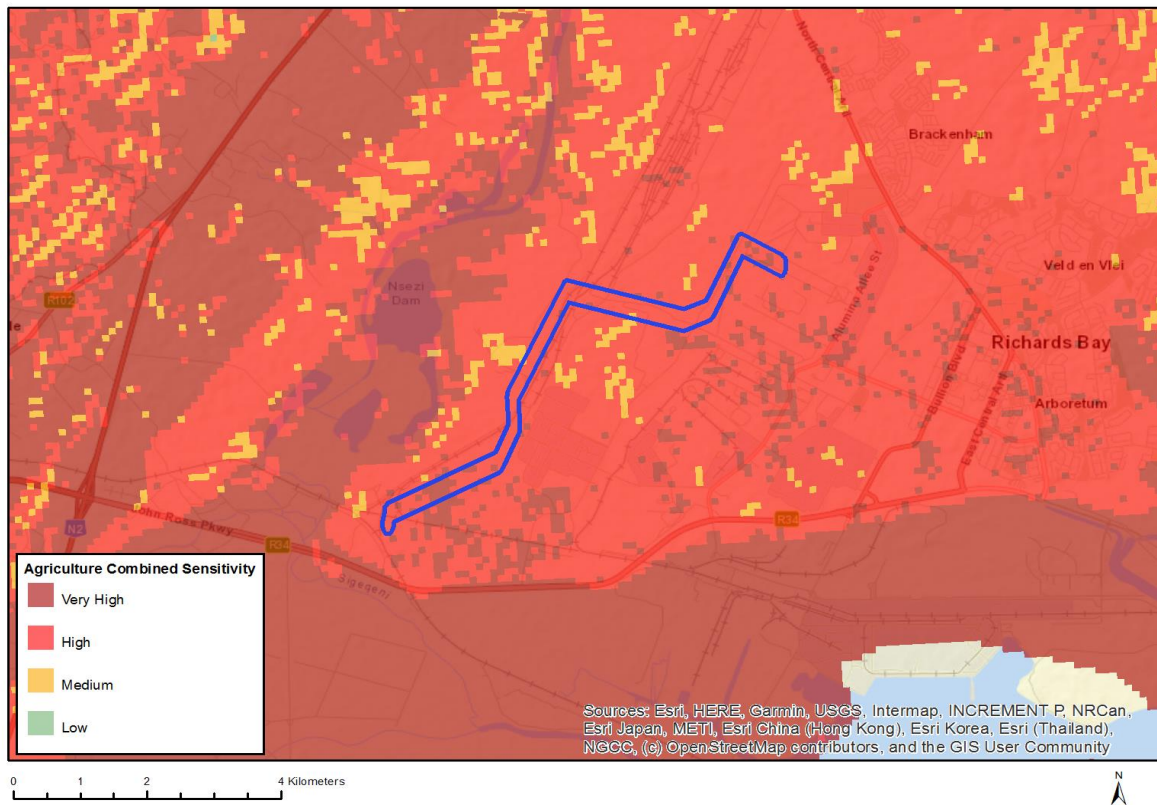 North Central Art
Brackenham
Nsezi
Dam
Veld en Vlei
R102
Alumina Allee St
Richards Bay
Bullion Blvd
Arboretum
East Central Art
John Ross Pkwy
R34
N2
R34
Siqeqeni
Agriculture Combined Sensitivity
Very High
High
Medium
Low
Sources: Esri, HERE, Garmin, USGS, Intermap, INCREMENT P, NRCan,
Esri Japan, METI, Esri China (Hong Kong), Esri Korea, Esri (Thailand),
NGCC, (c) OpenStreetMap contributors, and the GIS User Community
0 1 2 4 Kilometers
N